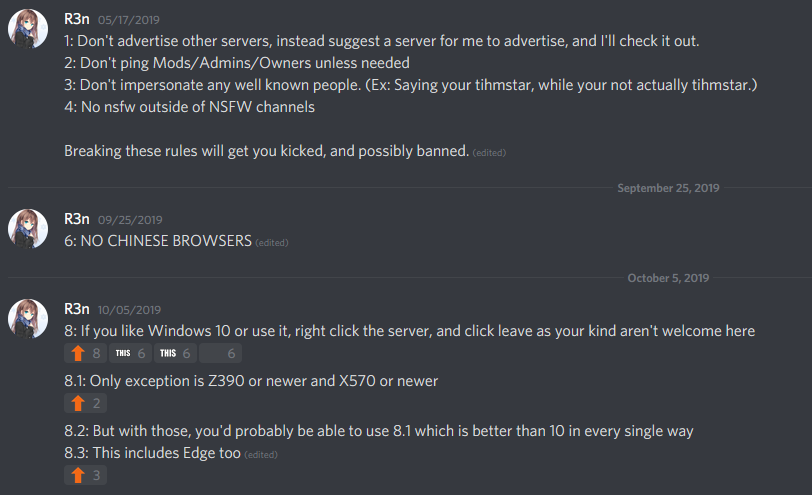 R3n 05/17/2019
1: Don't advertise other servers, instead suggest a server for me to advertise, and I'll check it out.
2: Don't ping Mods/Admins/Owners unless needed
3: Don't impersonate any well known people. (Ex: Saying your tihmstar, while your not actually tihmstar.)
4: No nsfw outside of NSFW channels
Breaking these rules will get you kicked, and possibly banned. (edited)
September 25, 2019
R3n 09/25/2019
6: NO CHINESE BROWSERS (edited)
October 5, 2019
R3n 10/05/2019
8: If you like Windows 10 or use it, right click the server, and click leave as your kind aren't welcome here
8 THIS 6 THIS 6 6
8.1: Only exception is Z390 or newer and X570 or newer
2
8.2: But with those, you'd probably be able to use 8.1 which is better than 10 in every single way
8.3: This includes Edge too (edited)
3